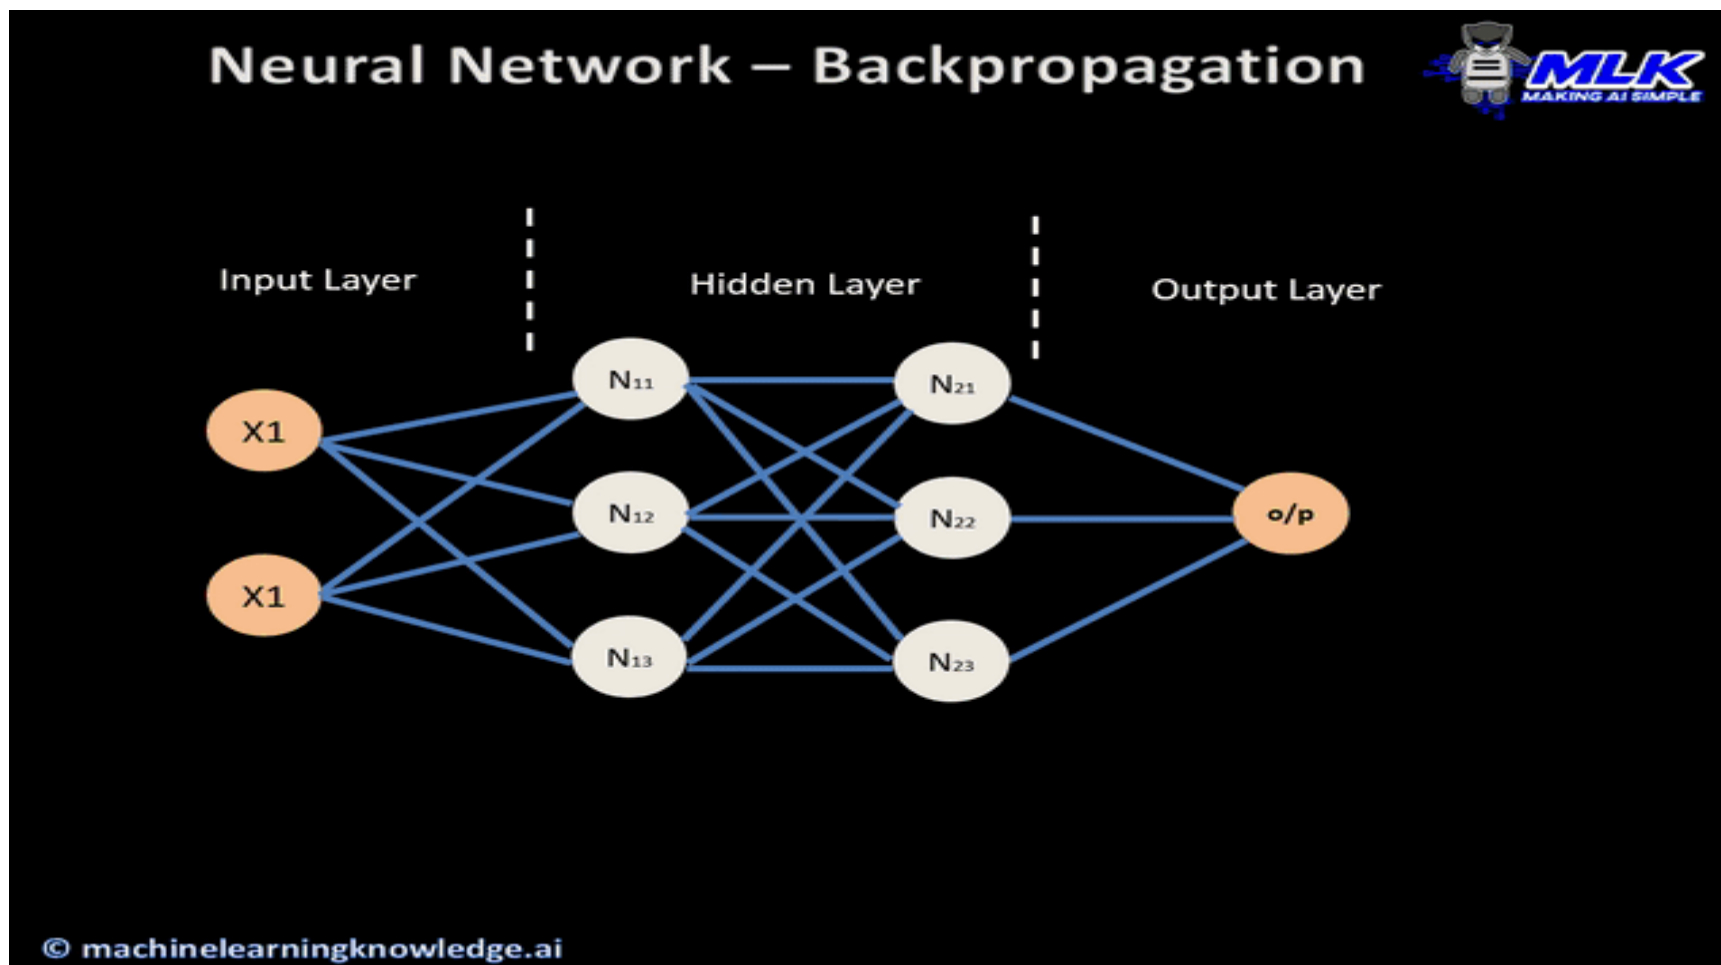 Neural Network – Backpropagation
MLK
MAKING AI SIMPLE
Input Layer
Hidden Layer
Output Layer
N₁₁
N₂₁
X1
N₁₂
N₂₂
o/p
X1
N₁₃
N₂₃
© machinelearningknowledge.ai